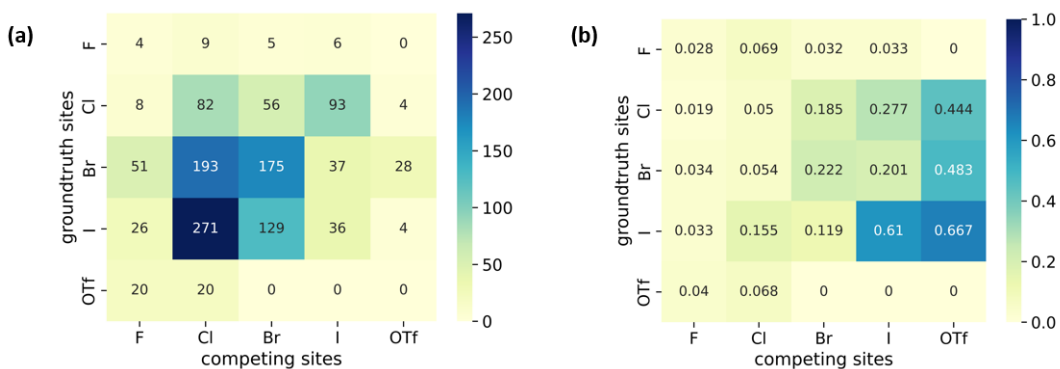 (a)
groundtruth sites
F 4 9 5 6 0
Cl 8 82 56 93 4
Br 51 193 175 37 28
I 26 271 129 36 4
OTf 20 20 0 0 0
F Cl Br I OTf
competing sites
250
200
150
100
50
0
(b)
groundtruth sites
F 0.028 0.069 0.032 0.033 0
Cl 0.019 0.05 0.185 0.277 0.444
Br 0.034 0.054 0.222 0.201 0.483
I 0.033 0.155 0.119 0.61 0.667
OTf 0.04 0.068 0 0 0
F Cl Br I OTf
competing sites
1.0
0.8
0.6
0.4
0.2
0.0